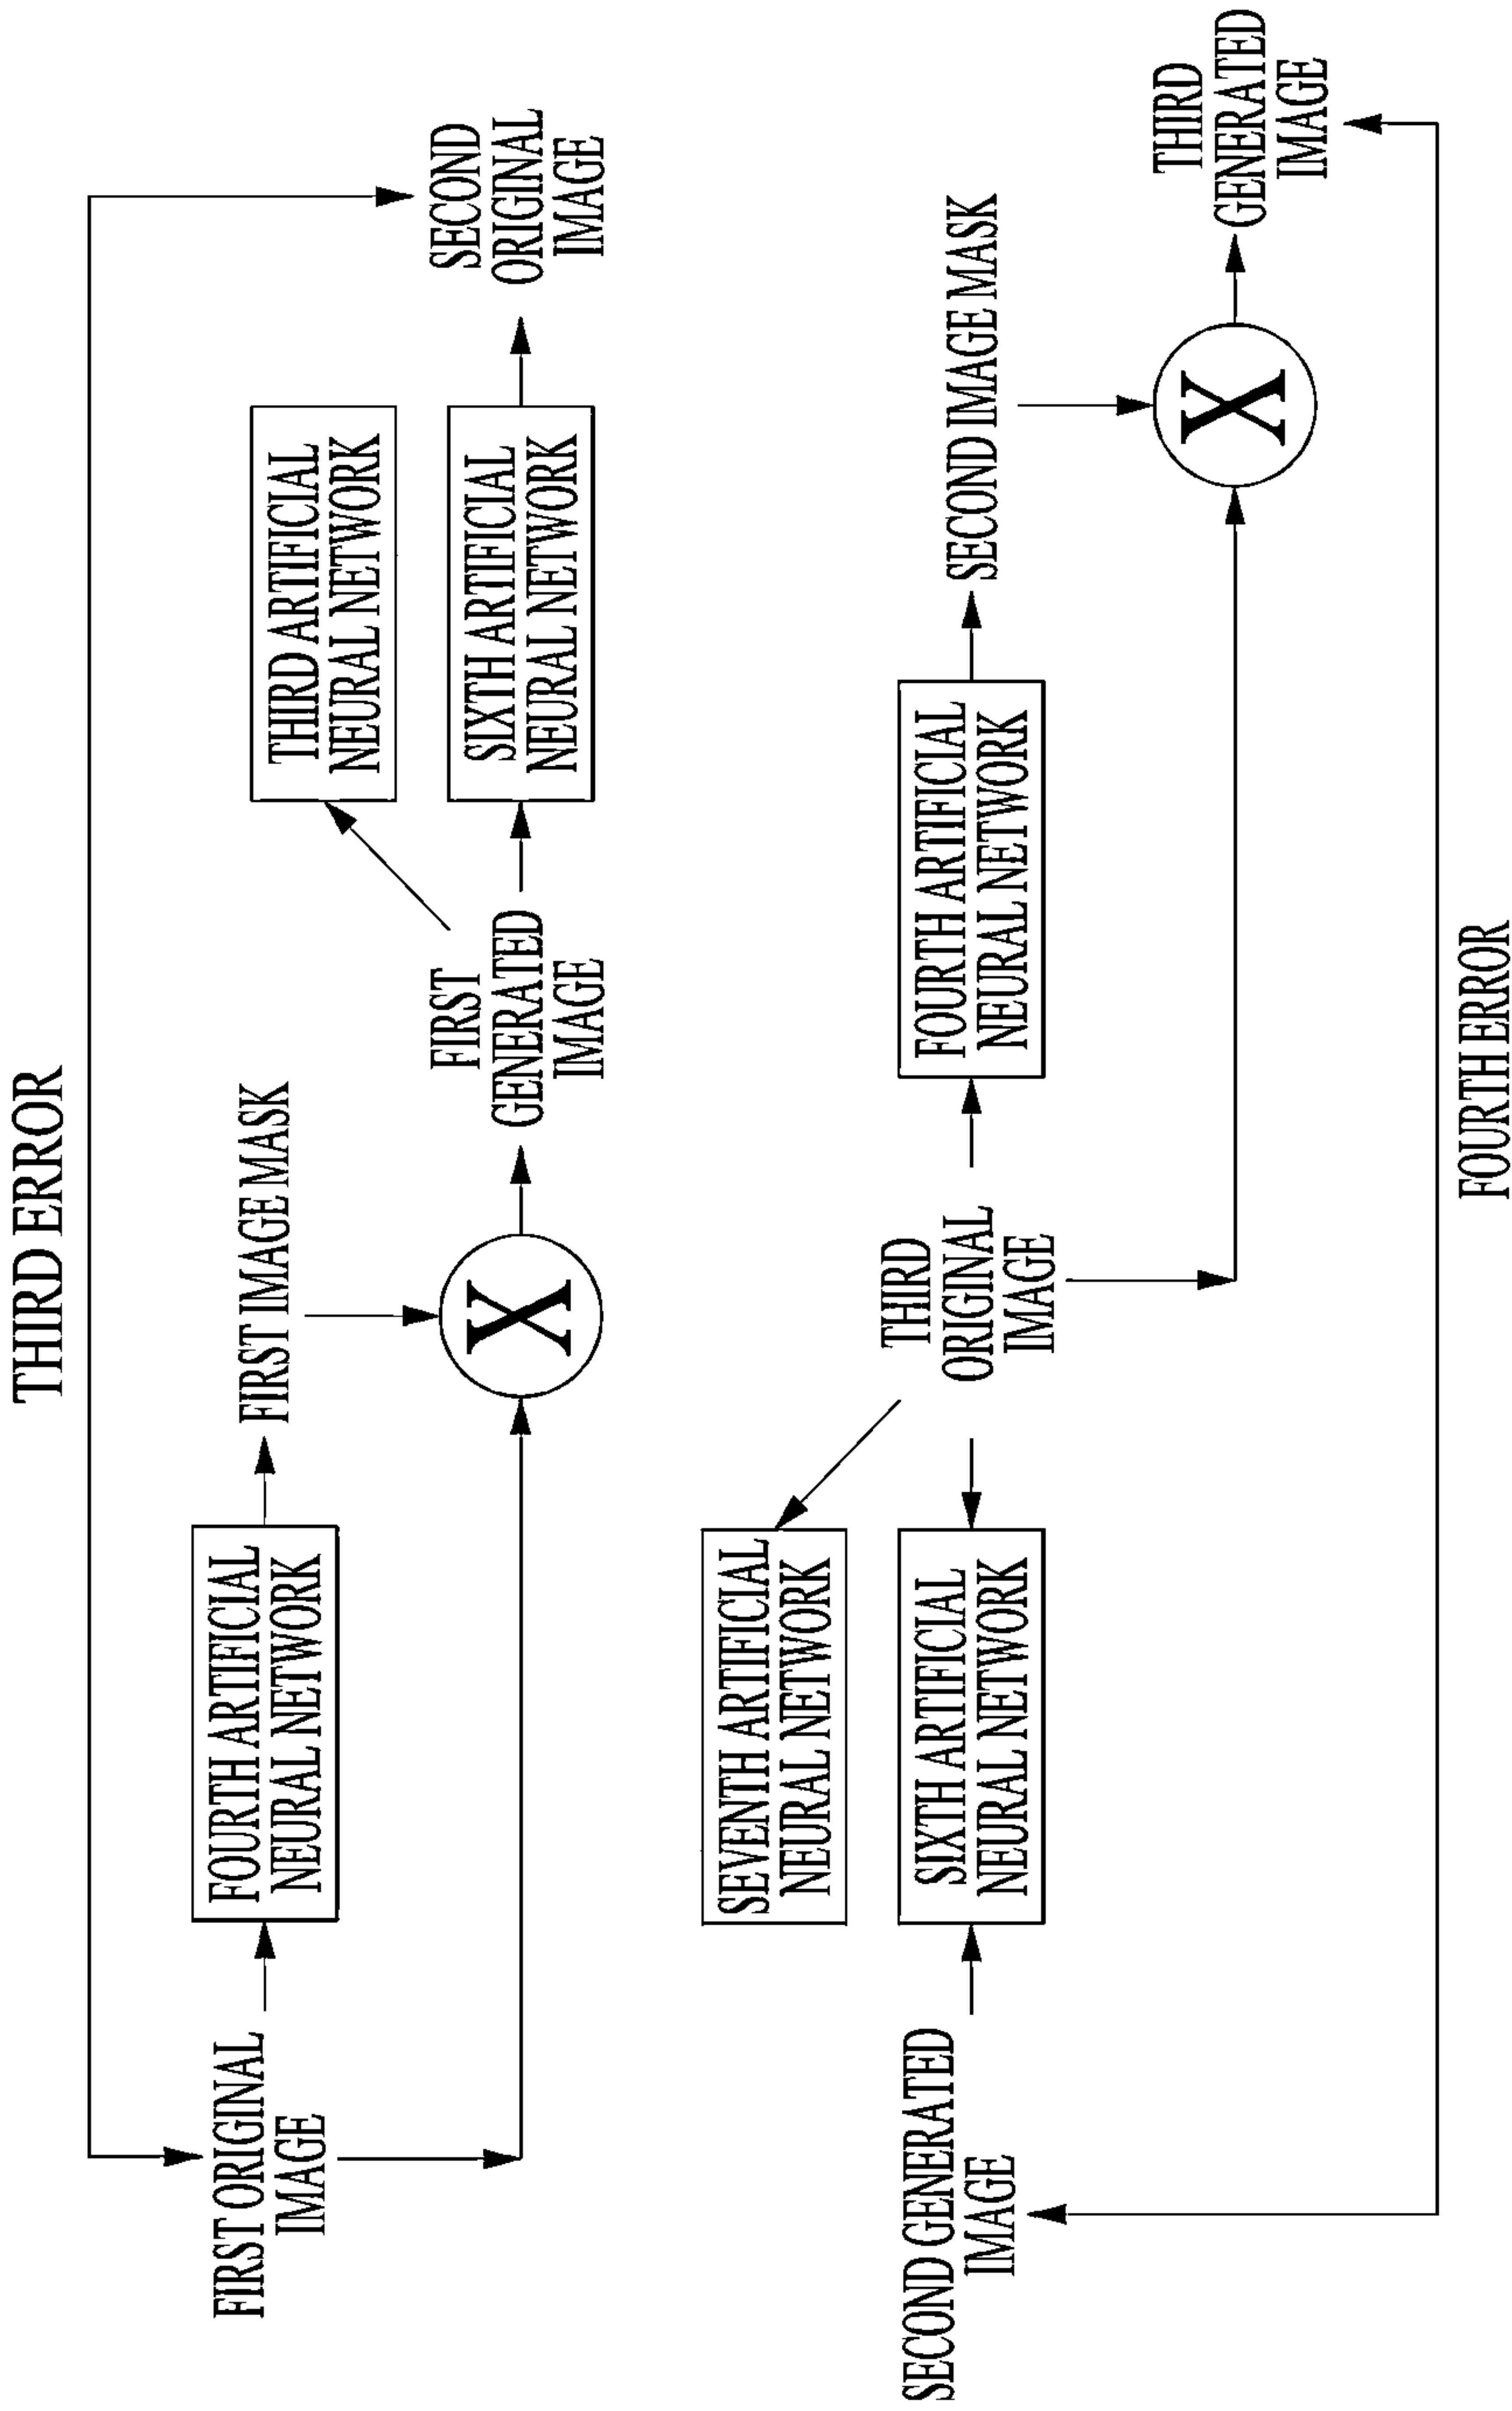 THIRD ERROR
FIRST ORIGINAL
IMAGE
FOURTH ARTIFICIAL
NEURAL NETWORK
FIRST IMAGE MASK
X
FIRST
GENERATED
IMAGE
THIRD ARTIFICIAL
NEURAL NETWORK
SIXTH ARTIFICIAL
NEURAL NETWORK
SECOND
ORIGINAL
IMAGE
SECOND GENERATED
IMAGE
SEVENTH ARTIFICIAL
NEURAL NETWORK
SIXTH ARTIFICIAL
NEURAL NETWORK
THIRD
ORIGINAL
IMAGE
FOURTH ARTIFICIAL
NEURAL NETWORK
SECOND IMAGE MASK
X
THIRD
GENERATED
IMAGE
FOURTH ERROR